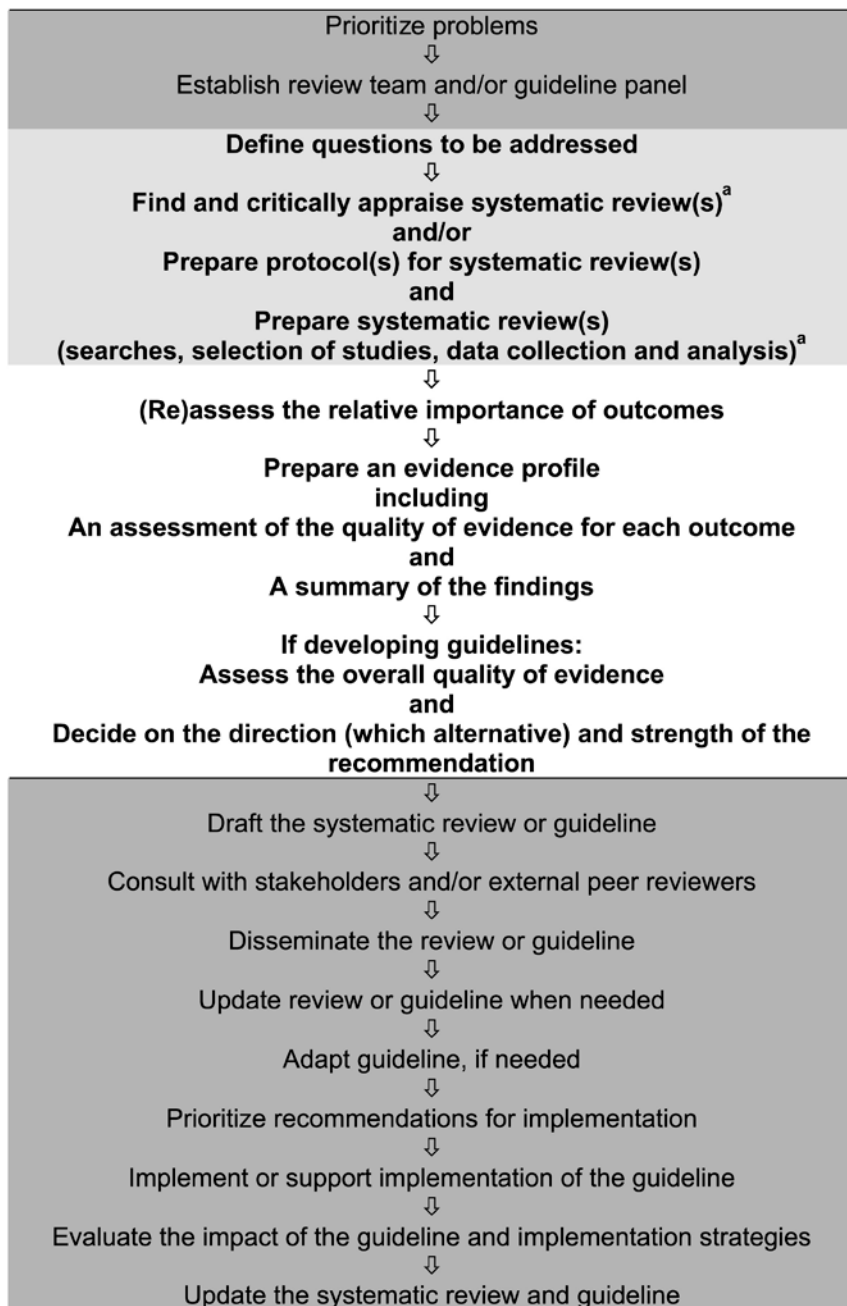 Prioritize problems
⇩
Establish review team and/or guideline panel
⇩
Define questions to be addressed
⇩
Find and critically appraise systematic review(s)a
and/or
Prepare protocol(s) for systematic review(s)
and
Prepare systematic review(s)
(searches, selection of studies, data collection and analysis)a
⇩
(Re)assess the relative importance of outcomes
⇩
Prepare an evidence profile
including
An assessment of the quality of evidence for each outcome
and
A summary of the findings
⇩
If developing guidelines:
Assess the overall quality of evidence
and
Decide on the direction (which alternative) and strength of the
recommendation
⇩
Draft the systematic review or guideline
⇩
Consult with stakeholders and/or external peer reviewers
⇩
Disseminate the review or guideline
⇩
Update review or guideline when needed
⇩
Adapt guideline, if needed
⇩
Prioritize recommendations for implementation
⇩
Implement or support implementation of the guideline
⇩
Evaluate the impact of the guideline and implementation strategies
⇩
Update the systematic review and guideline